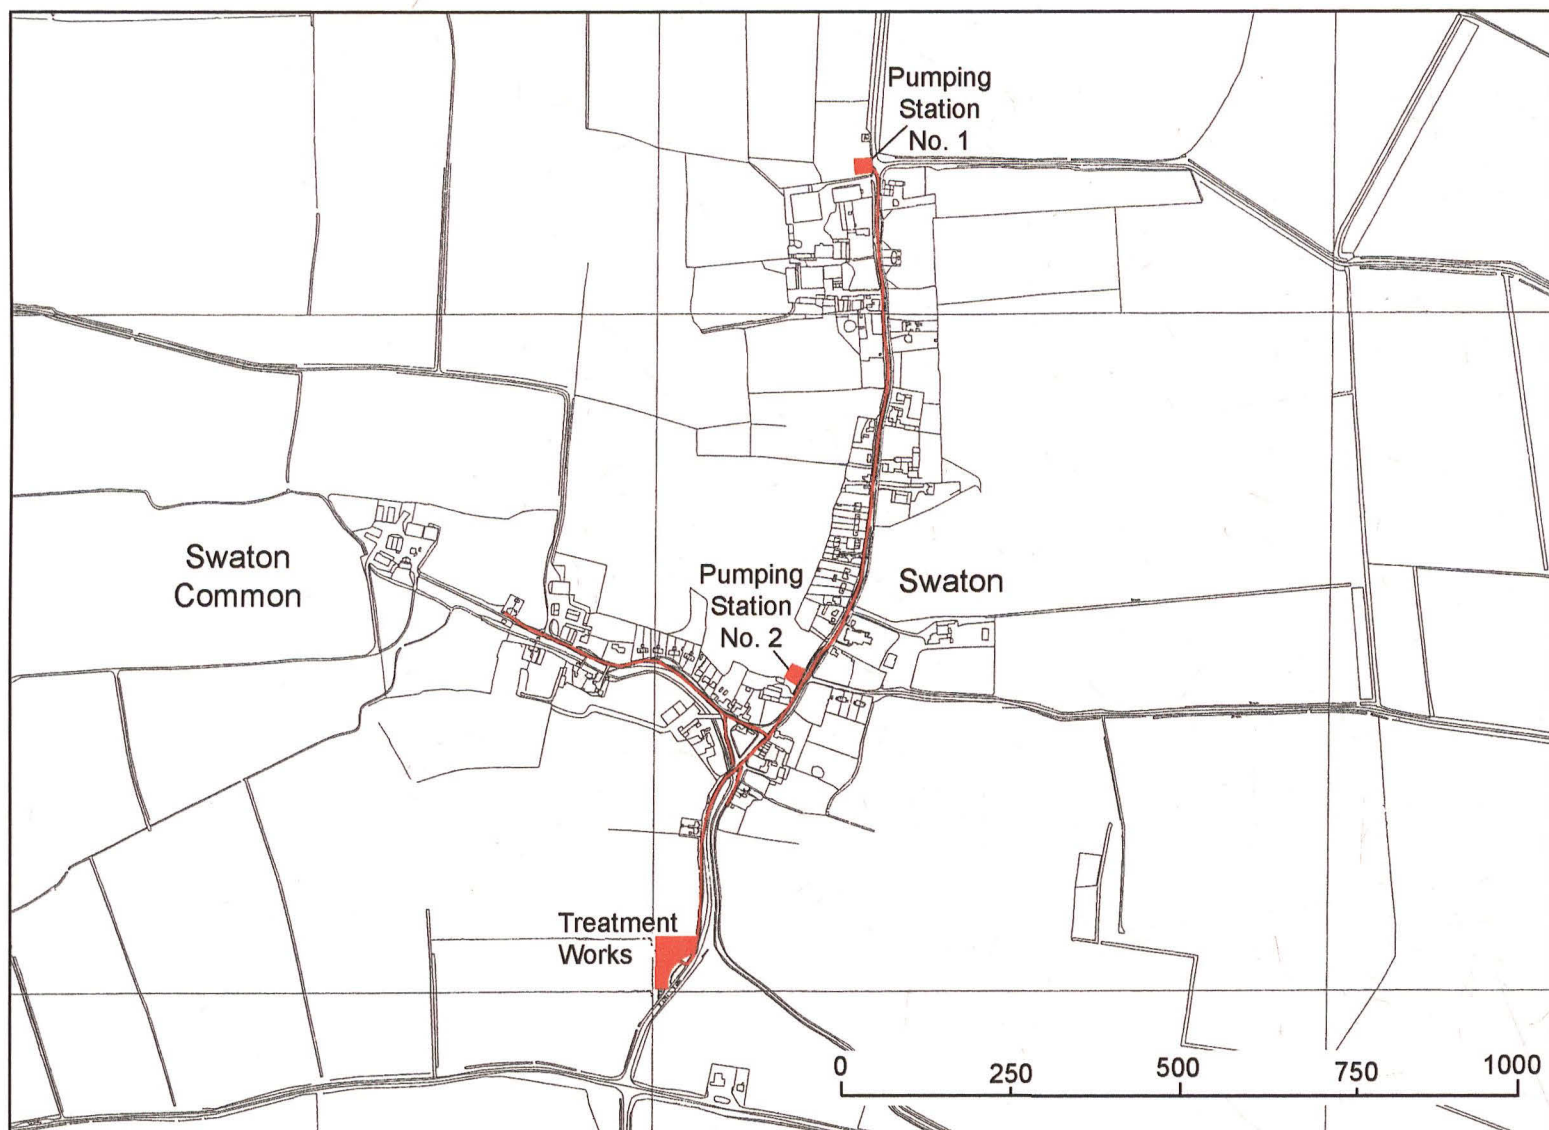 Pumping
Station
No. 1
Swaton
Common
Pumping
Station
No. 2
Swaton
Treatment
Works
0 250 500 750 1000